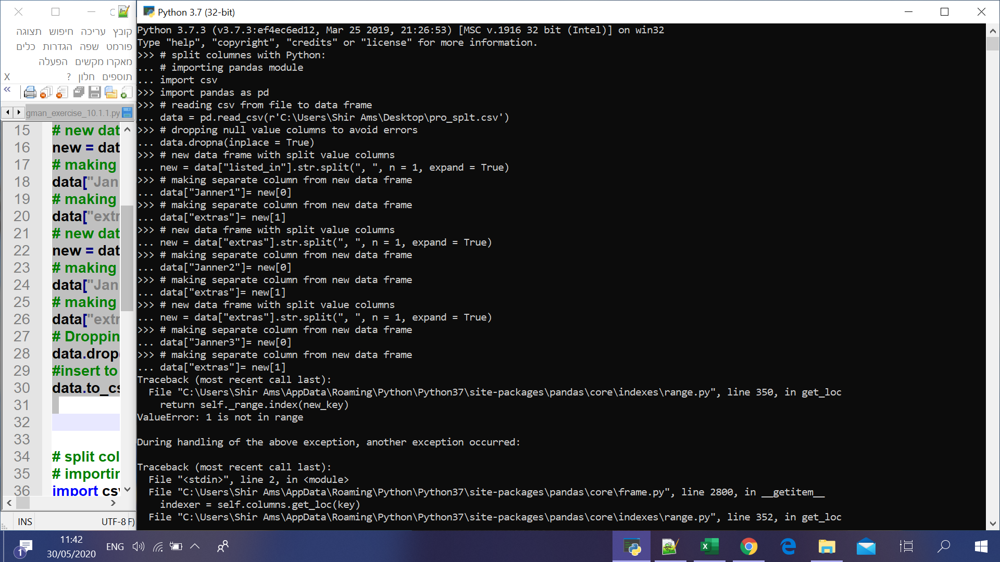 C
קובץ עריכה חיפוש תצוגה
פורמט שפה הגדרות כלים
מאקרו מקשים הפעלה
תוספים חלון ?
X
gman_exercise_10.1.1.py
15 # new dat
16 new = dat
17 # making
18 data["Jan
19 # making
20 data["extr
21 # new dat
22 new = dat
23 # making
24 data["Jan
25 # making
26 data["extr
27 # Droppin
28 data.drop
29 #insert to
30 data.to_cs
31
32
33
34 # split col
35 # importin
36 import csv
INS UTF-8 F)
Python 3.7 (32-bit)
Python 3.7.3 (v3.7.3:ef4ec6ed12, Mar 25 2019, 21:26:53) [MSC v.1916 32 bit (Intel)] on win32
Type "help", "copyright", "credits" or "license" for more information.
>>> # split columnes with Python:
... # importing pandas module
... import csv
>>> import pandas as pd
>>> # reading csv from file to data frame
... data = pd.read_csv(r'C:\Users\Shir Ams\Desktop\pro_splt.csv')
>>> # dropping null value columns to avoid errors
... data.dropna(inplace = True)
>>> # new data frame with split value columns
... new = data["listed_in"].str.split(", ", n = 1, expand = True)
>>> # making separate column from new data frame
... data["Janner1"]= new[0]
>>> # making separate column from new data frame
... data["extras"]= new[1]
>>> # new data frame with split value columns
... new = data["extras"].str.split(", ", n = 1, expand = True)
>>> # making separate column from new data frame
... data["Janner2"]= new[0]
>>> # making separate column from new data frame
... data["extras"]= new[1]
>>> # new data frame with split value columns
... new = data["extras"].str.split(", ", n = 1, expand = True)
>>> # making separate column from new data frame
... data["Janner3"]= new[0]
>>> # making separate column from new data frame
... data["extras"]= new[1]
Traceback (most recent call last):
  File "C:\Users\Shir Ams\AppData\Roaming\Python\Python37\site-packages\pandas\core\indexes\range.py", line 350, in get_loc
    return self._range.index(new_key)
ValueError: 1 is not in range
During handling of the above exception, another exception occurred:
Traceback (most recent call last):
  File "<stdin>", line 2, in <module>
  File "C:\Users\Shir Ams\AppData\Roaming\Python\Python37\site-packages\pandas\core\frame.py", line 2800, in __getitem__
    indexer = self.columns.get_loc(key)
  File "C:\Users\Shir Ams\AppData\Roaming\Python\Python37\site-packages\pandas\core\indexes\range.py", line 352, in get_loc
1
11:42
30/05/2020
ENG